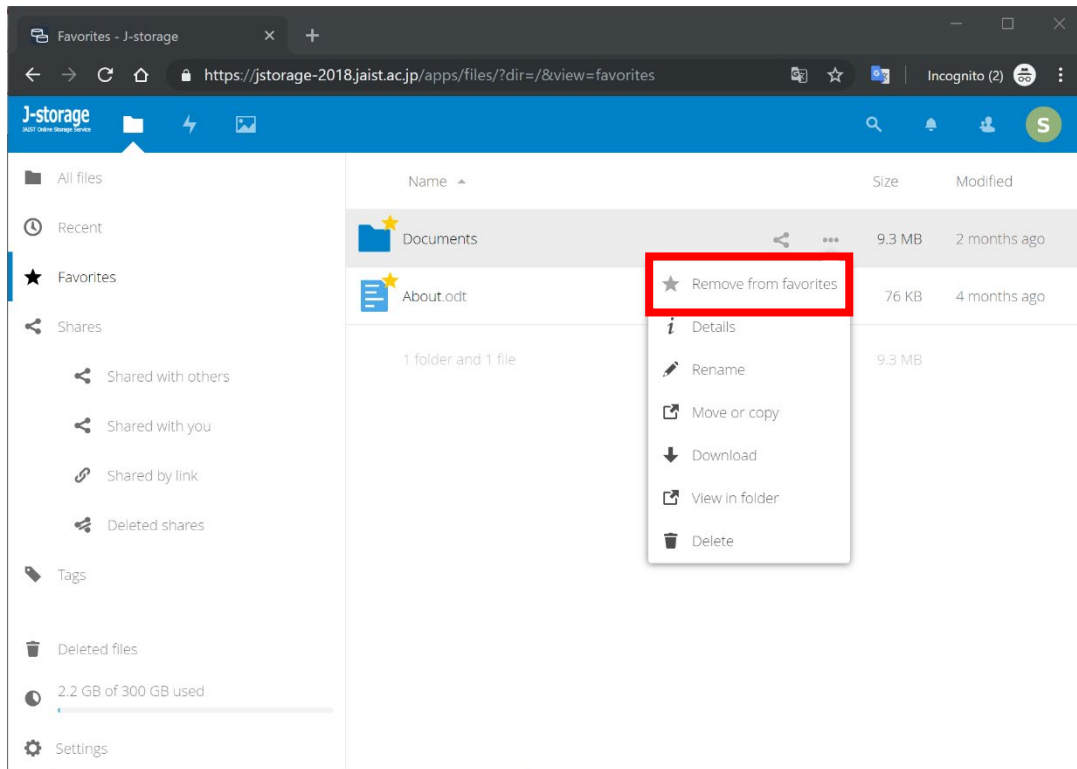 Favorites - J-storage
https://jstorage-2018.jaist.ac.jp/apps/files/?dir=/&view=favorites
Incognito (2)
J-storage
JAIST Online Storage Service
S
All files
Recent
Favorites
Shares
Shared with others
Shared with you
Shared by link
Deleted shares
Tags
Deleted files
2.2 GB of 300 GB used
Settings
Name Size Modified
Documents 9.3 MB 2 months ago
About.odt 76 KB 4 months ago
1 folder and 1 file 9.3 MB
Remove from favorites
Details
Rename
Move or copy
Download
View in folder
Delete